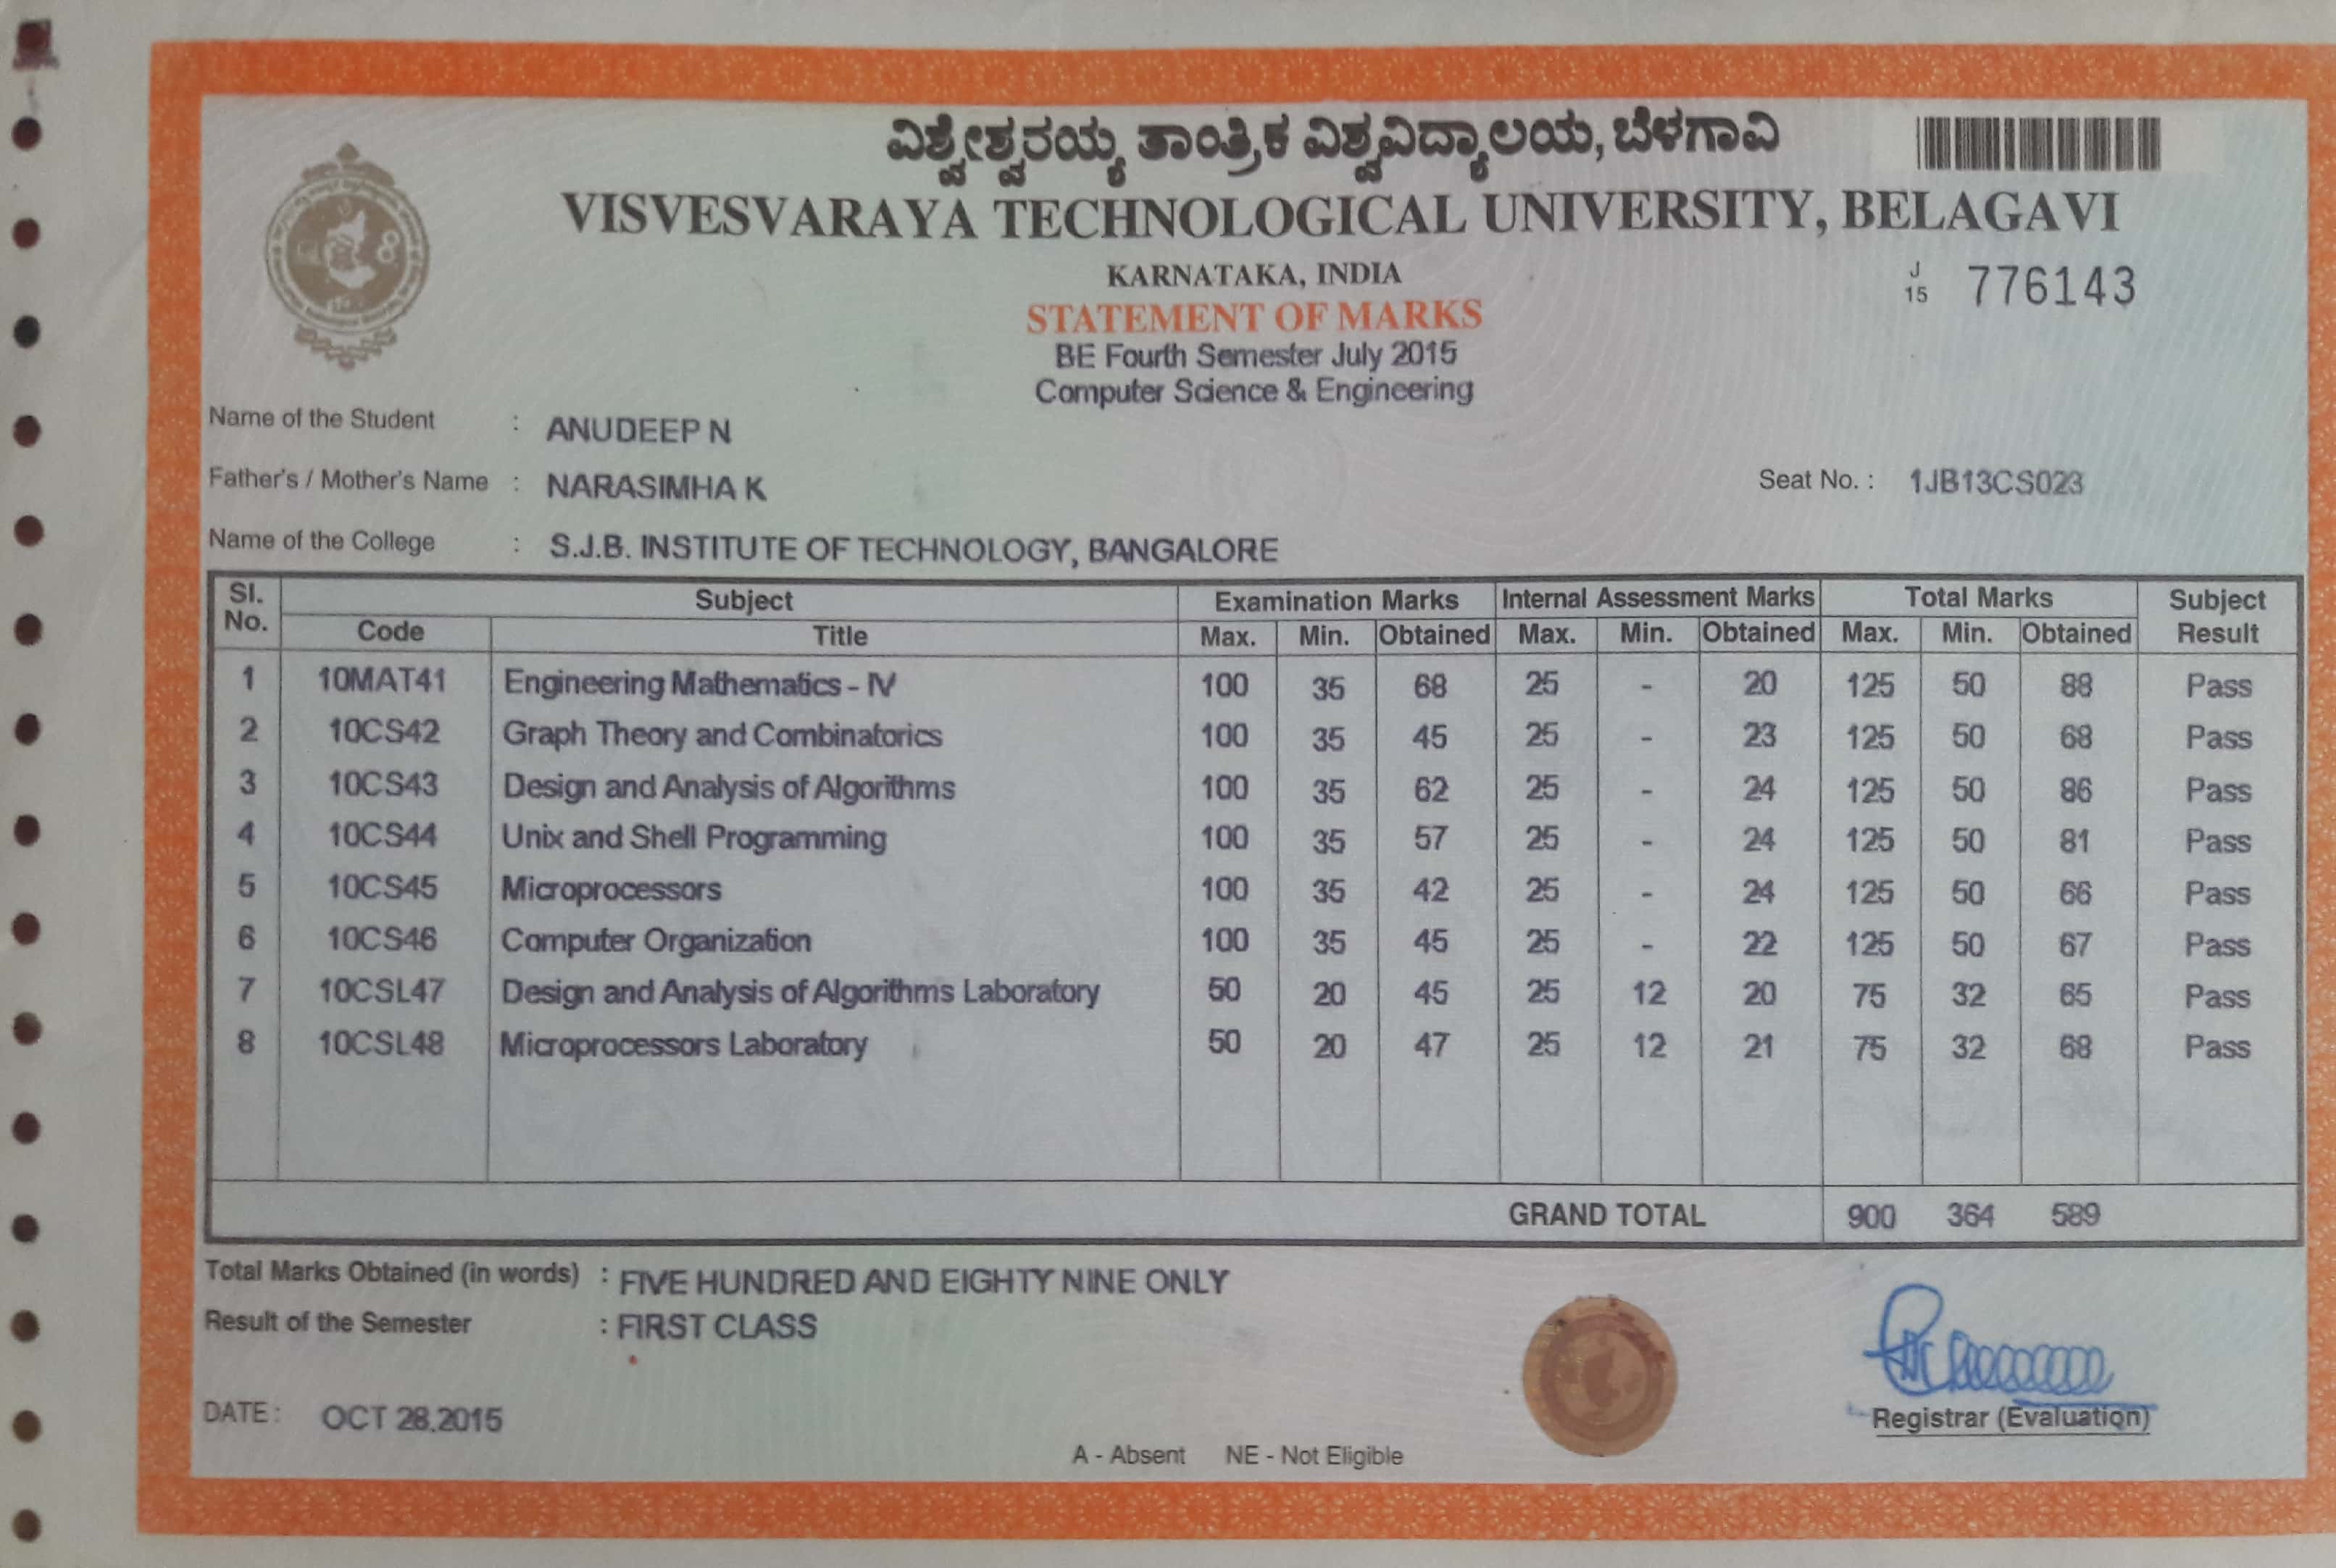 ವಿಶ್ವೇಶ್ವರಯ್ಯ ತಾಂತ್ರಿಕ ವಿಶ್ವವಿದ್ಯಾಲಯ, ಬೆಳಗಾವಿ
VISVESVARAYA TECHNOLOGICAL UNIVERSITY, BELAGAVI
KARNATAKA, INDIA
J 15 776143
STATEMENT OF MARKS
BE Fourth Semester July 2015
Computer Science & Engineering
Name of the Student : ANUDEEP N
Father's / Mother's Name : NARASIMHA K Seat No. : 1JB13CS023
Name of the College : S.J.B. INSTITUTE OF TECHNOLOGY, BANGALORE
Sl. No. Subject Examination Marks Internal Assessment Marks Total Marks Subject Result
Code Title Max. Min. Obtained Max. Min. Obtained Max. Min. Obtained
1 10MAT41 Engineering Mathematics - IV 100 35 68 25 - 20 125 50 88 Pass
2 10CS42 Graph Theory and Combinatorics 100 35 45 25 - 23 125 50 68 Pass
3 10CS43 Design and Analysis of Algorithms 100 35 62 25 - 24 125 50 86 Pass
4 10CS44 Unix and Shell Programming 100 35 57 25 - 24 125 50 81 Pass
5 10CS45 Microprocessors 100 35 42 25 - 24 125 50 66 Pass
6 10CS46 Computer Organization 100 35 45 25 - 22 125 50 67 Pass
7 10CSL47 Design and Analysis of Algorithms Laboratory 50 20 45 25 12 20 75 32 65 Pass
8 10CSL48 Microprocessors Laboratory 50 20 47 25 12 21 75 32 68 Pass
GRAND TOTAL 900 364 589
Total Marks Obtained (in words) : FIVE HUNDRED AND EIGHTY NINE ONLY
Result of the Semester : FIRST CLASS
DATE : OCT 28,2015
Registrar (Evaluation)
A - Absent NE - Not Eligible